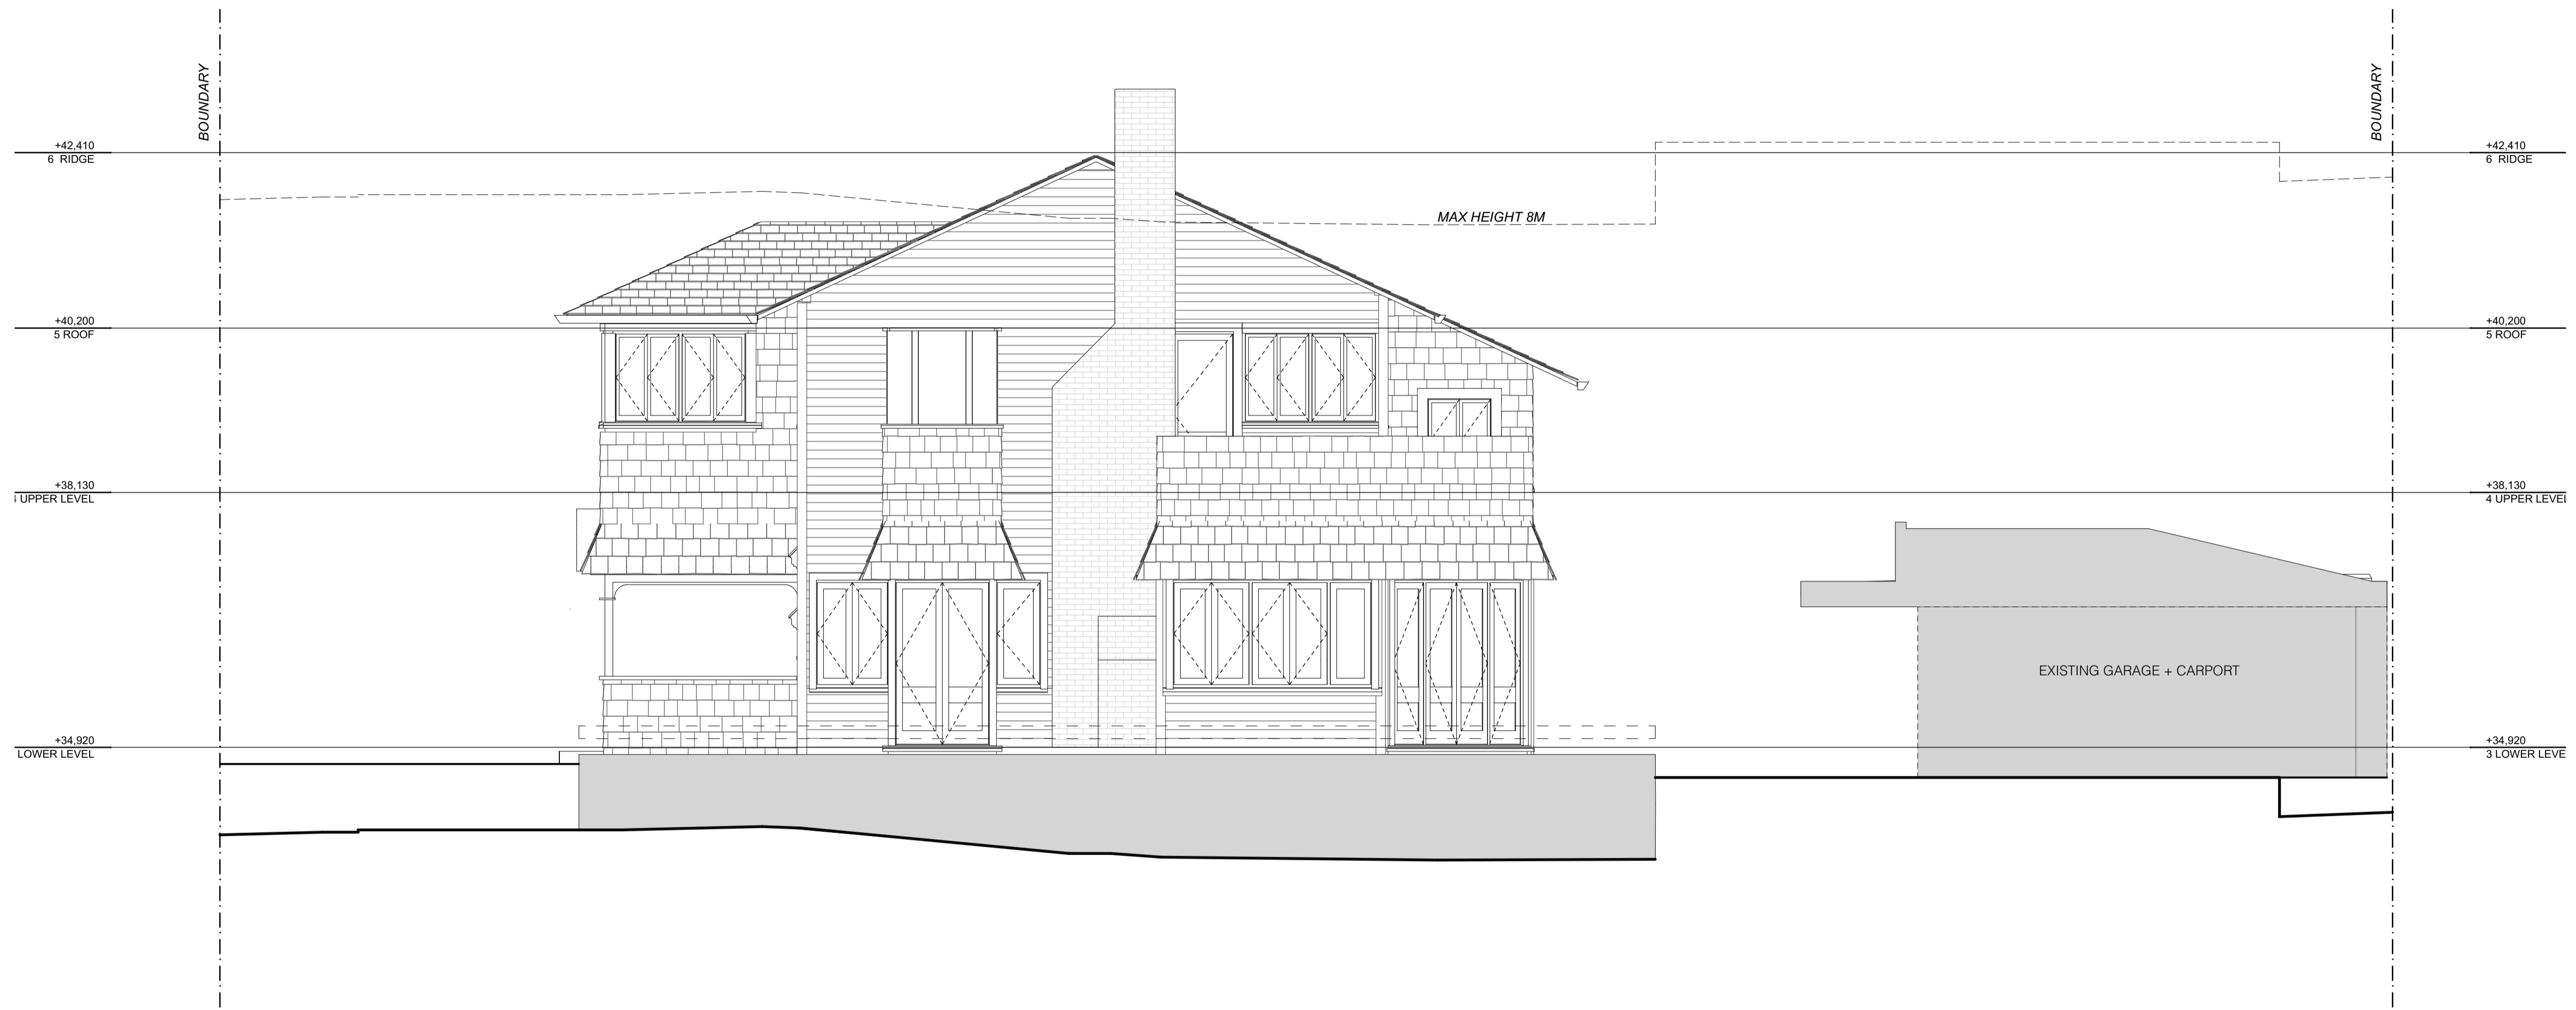 BOUNDARY
BOUNDARY
+42,410
6 RIDGE
+42,410
6 RIDGE
MAX HEIGHT 8M
+40,200
5 ROOF
+40,200
5 ROOF
+38,130
UPPER LEVEL
+38,130
4 UPPER LEVEL
EXISTING GARAGE + CARPORT
+34,920
LOWER LEVEL
+34,920
3 LOWER LEVE